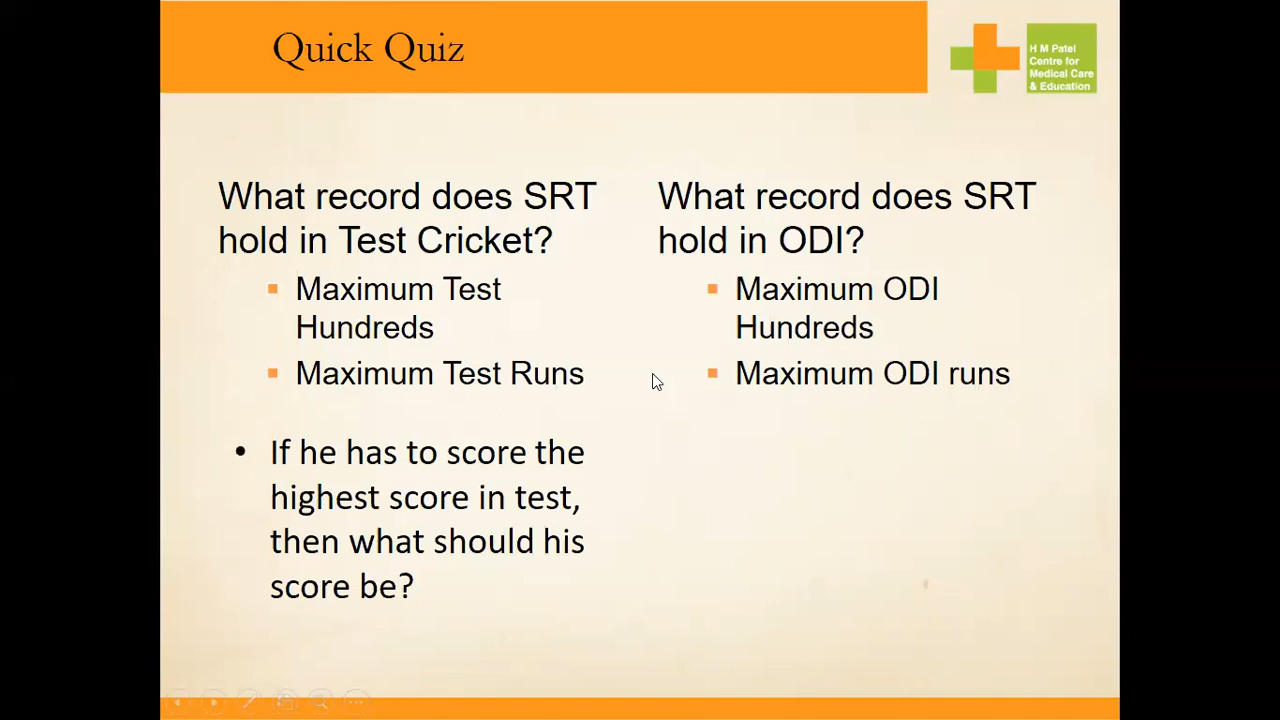 Quick Quiz
H M Patel
Centre for
Medical Care
& Education
What record does SRT
hold in Test Cricket?
Maximum Test
Hundreds
Maximum Test Runs
If he has to score the
highest score in test,
then what should his
score be?
What record does SRT
hold in ODI?
Maximum ODI
Hundreds
Maximum ODI runs